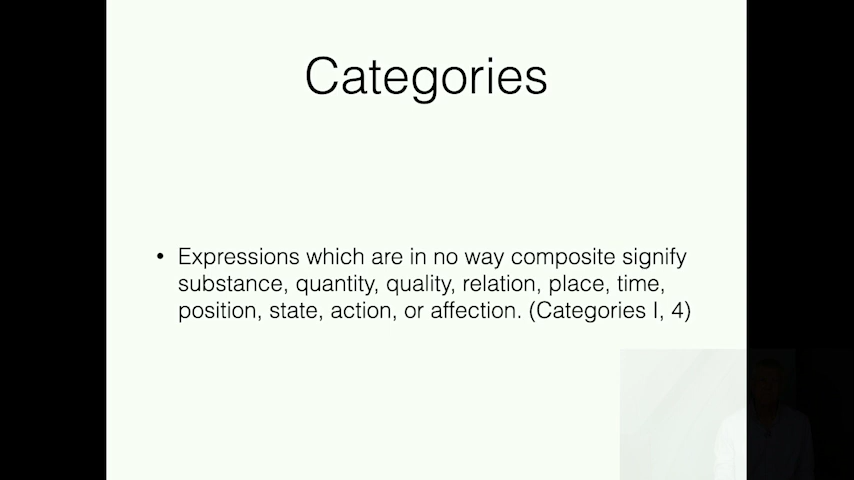 Categories
• Expressions which are in no way composite signify
substance, quantity, quality, relation, place, time,
position, state, action, or affection. (Categories I, 4)